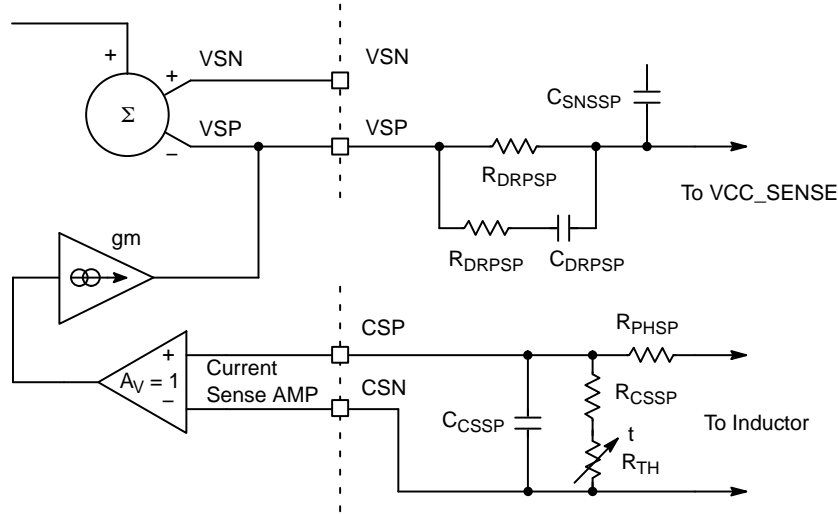 +
VSN
VSN
+
C_SNSSP
Σ
VSP
VSP
−
R_DRPSP
To VCC_SENSE
gm
R_DRPSP
C_DRPSP
CSP
R_PHSP
+
Current
A_V = 1
CSN
R_CSSP
−
Sense AMP
C_CSSP
t
To Inductor
R_TH